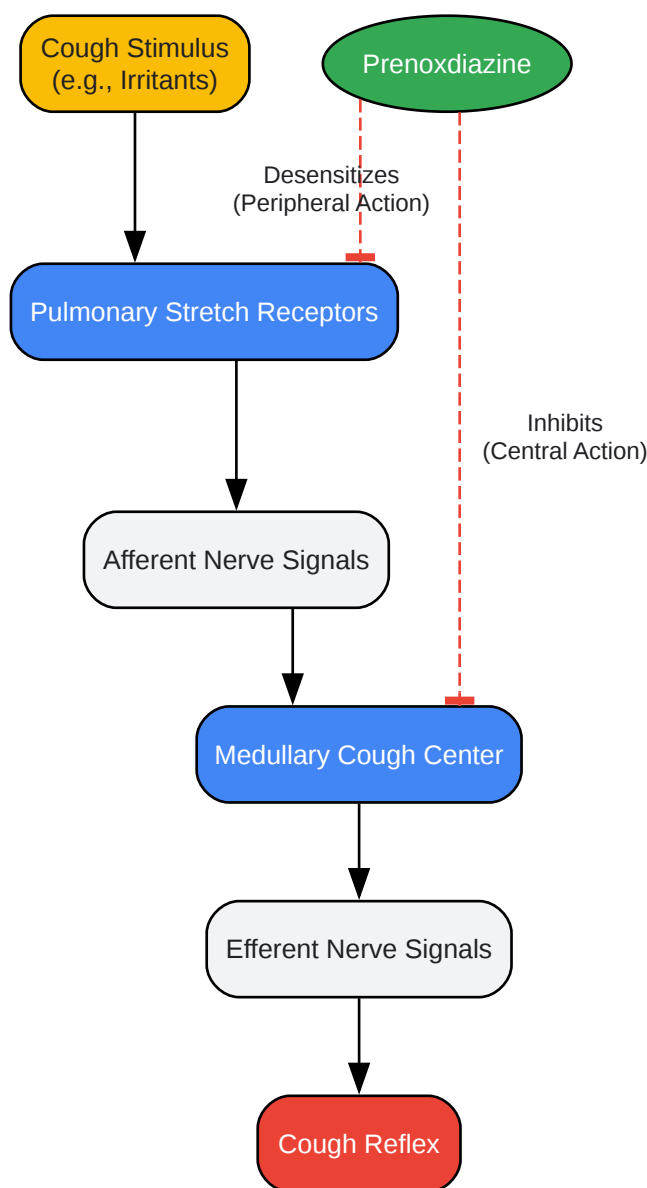 Cough Stimulus
(e.g., Irritants)
Prenoxdiazine
Desensitizes
(Peripheral Action)
Pulmonary Stretch Receptors
Inhibits
(Central Action)
Afferent Nerve Signals
Medullary Cough Center
Efferent Nerve Signals
Cough Reflex